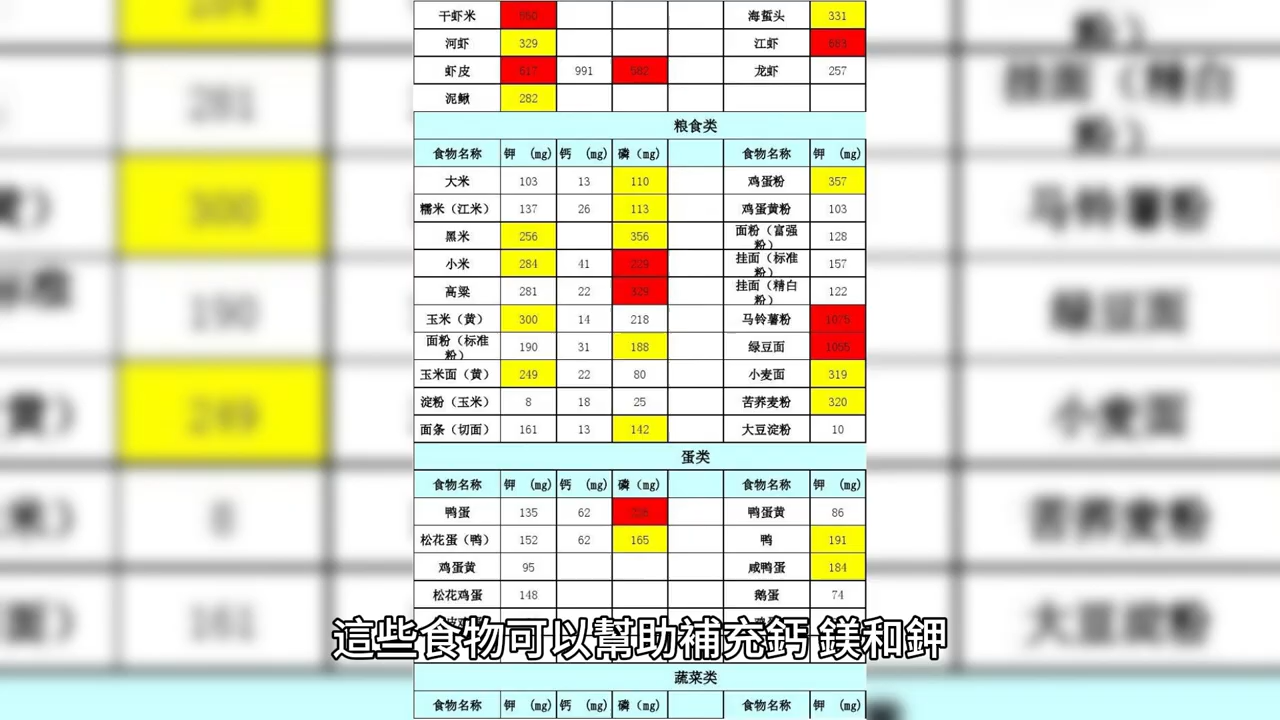 干虾米 550 海蜇头 331
河虾 329 江虾 683
虾皮 617 991 582 龙虾 257
泥鳅 282
粮食类
食物名称 钾 (mg) 钙 (mg) 磷(mg) 食物名称 钾 (mg)
大米 103 13 110 鸡蛋粉 357
糯米(江米) 137 26 113 鸡蛋黄粉 103
黑米 256 356 面粉(富强粉) 128
小米 284 41 229 挂面(标准粉) 157
高粱 281 22 329 挂面(精白粉) 122
玉米(黄) 300 14 218 马铃薯粉 1075
面粉(标准粉) 190 31 188 绿豆面 1055
玉米面(黄) 249 22 80 小麦面 319
淀粉(玉米) 8 18 25 苦荞麦粉 320
面条(切面) 161 13 142 大豆淀粉 10
蛋类
食物名称 钾 (mg) 钙 (mg) 磷(mg) 食物名称 钾 (mg)
鸭蛋 135 62 226 鸭蛋黄 86
松花蛋(鸭) 152 62 165 鸭 191
鸡蛋黄 95 咸鸭蛋 184
松花鸡蛋 148 鹅蛋 74
這些食物可以幫助補充鈣 鎂和鉀
蔬菜类
食物名称 钾 (mg) 钙 (mg) 磷(mg) 食物名称 钾 (mg)